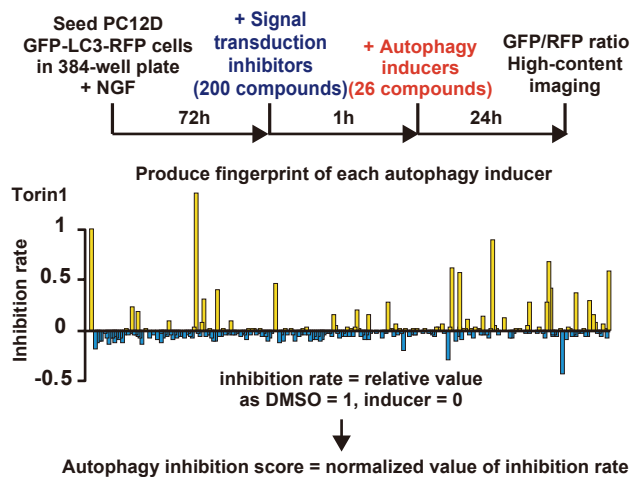 Seed PC12D
GFP-LC3-RFP cells
in 384-well plate
+ NGF
+ Signal
transduction
inhibitors
(200 compounds)
+ Autophagy
inducers
(26 compounds)
GFP/RFP ratio
High-content
imaging
72h
1h
24h
Produce fingerprint of each autophagy inducer
Torin1
Inhibition rate
1
0.5
0
-0.5
inhibition rate = relative value
as DMSO = 1, inducer = 0
Autophagy inhibition score = normalized value of inhibition rate